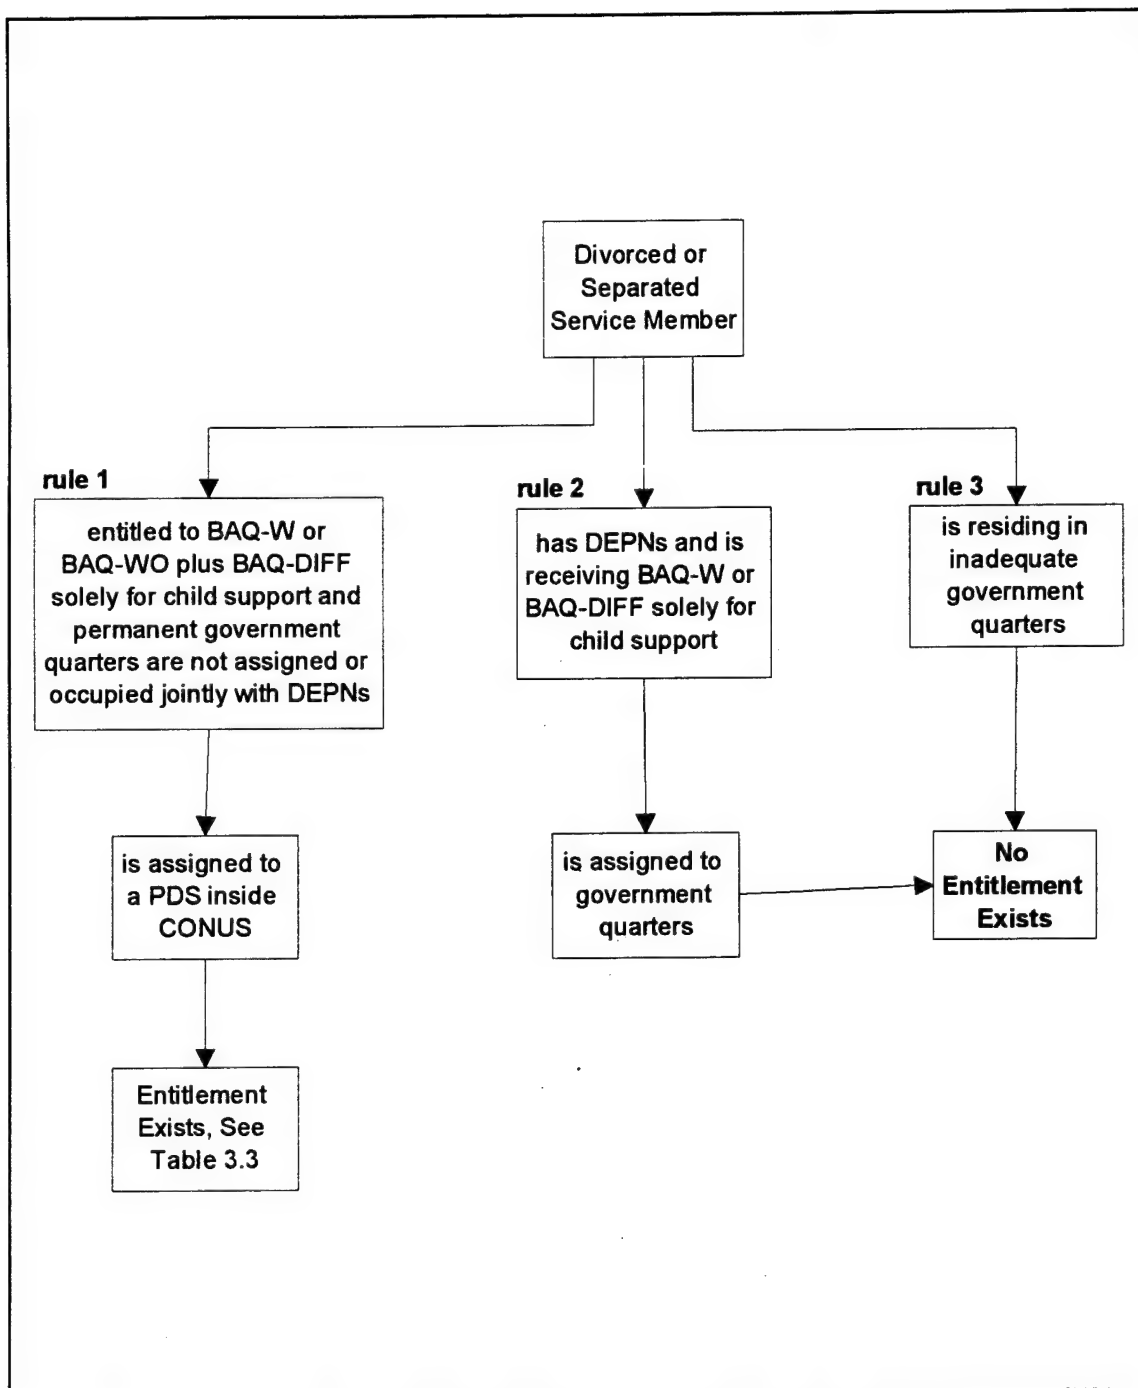 Divorced or
Separated
Service Member
rule 1
entitled to BAQ-W or
BAQ-WO plus BAQ-DIFF
solely for child support and
permanent government
quarters are not assigned or
occupied jointly with DEPNs
is assigned to
a PDS inside
CONUS
Entitlement
Exists, See
Table 3.3
rule 2
has DEPNs and is
receiving BAQ-W or
BAQ-DIFF solely for
child support
is assigned to
government
quarters
rule 3
is residing in
inadequate
government
quarters
No
Entitlement
Exists